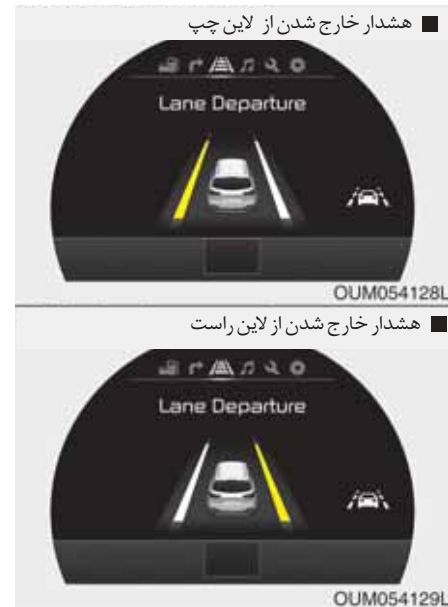 ■ هشدار خارج شدن از لاین چپ
Lane Departure
OUM054128L
■ هشدار خارج شدن از لاین راست
Lane Departure
OUM054129L